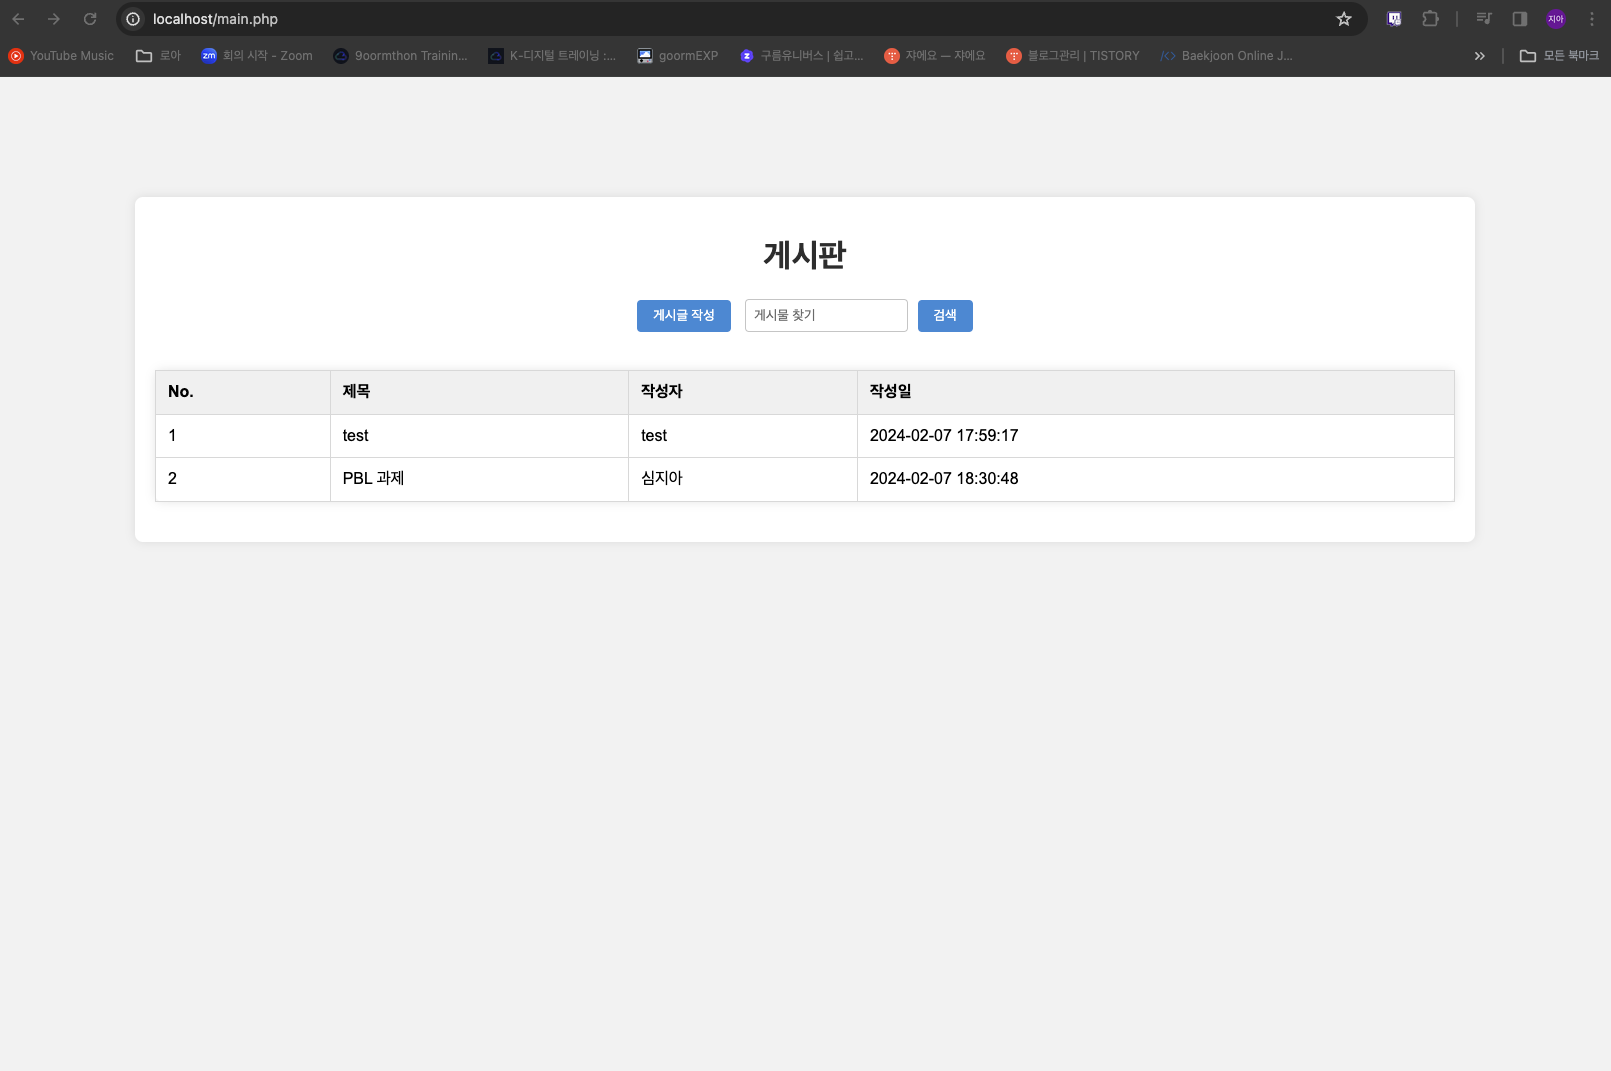 localhost/main.php
지아
YouTube Music 로아 zm 회의 시작 - Zoom 9oormthon Trainin... K-디지털 트레이닝 :... goormEXP 구름유니버스 | 쉽고... 쟈에요 — 쟈에요 블로그관리 | TISTORY </> Baekjoon Online J... » 모든 북마크
게시판
게시글 작성 게시물 찾기 검색
No. 제목 작성자 작성일
1 test test 2024-02-07 17:59:17
2 PBL 과제 심지아 2024-02-07 18:30:48